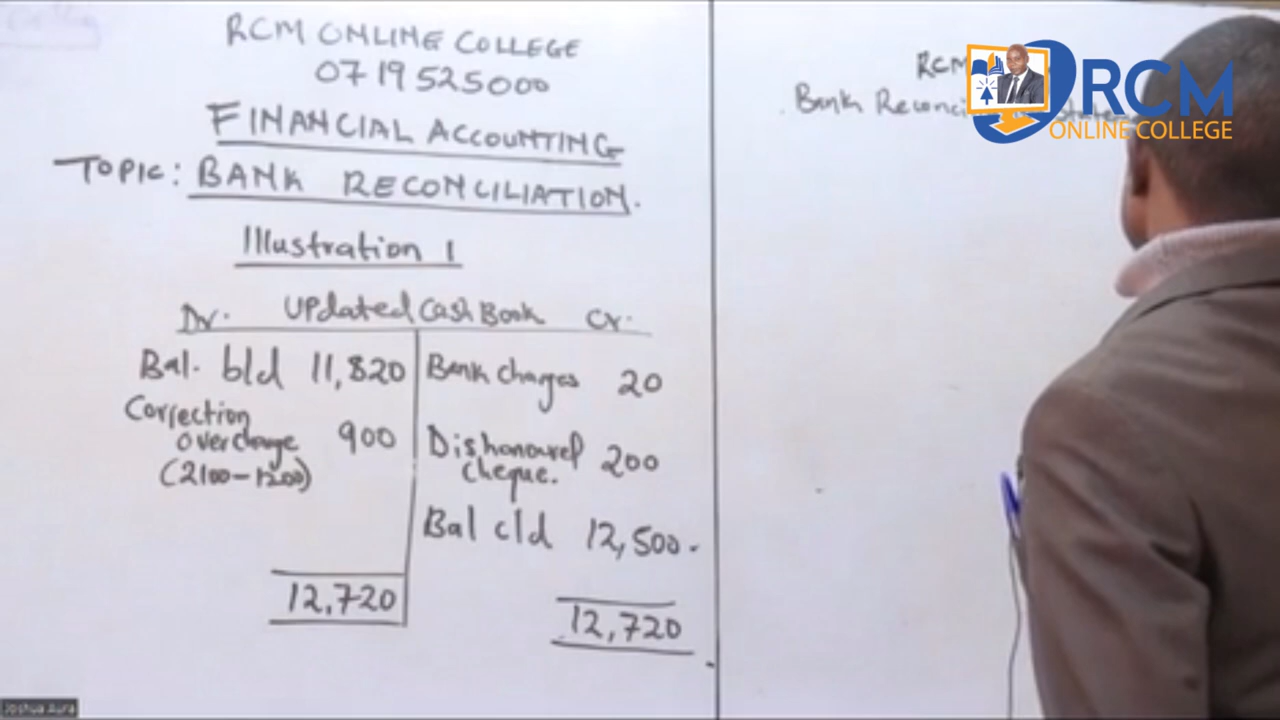 RCM ONLINE COLLEGE
0719525000
FINANCIAL ACCOUNTING
TOPIC: BANK RECONCILIATION.
Illustration 1
Dr. Updated Cash Book Cr.
Bal. b/d 11,820 Bank charges 20
Correction
overcharge 900 Dishonoured 200
(2100-1200) cheque.
Bal c/d 12,500.
12,720 12,720
RCM
Bank
RCM
ONLINE COLLEGE
Joshua Aura